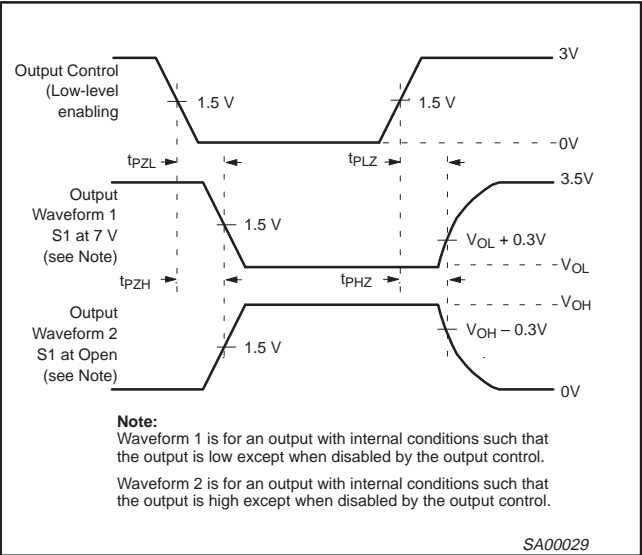 3V
Output Control
(Low-level
enabling
1.5 V
1.5 V
0V
tPZL
tPLZ
3.5V
Output
Waveform 1
S1 at 7 V
(see Note)
1.5 V
VOL + 0.3V
VOL
tPZH
tPHZ
VOH
Output
Waveform 2
S1 at Open
(see Note)
1.5 V
VOH – 0.3V
0V
Note:
Waveform 1 is for an output with internal conditions such that
the output is low except when disabled by the output control.
Waveform 2 is for an output with internal conditions such that
the output is high except when disabled by the output control.
SA00029